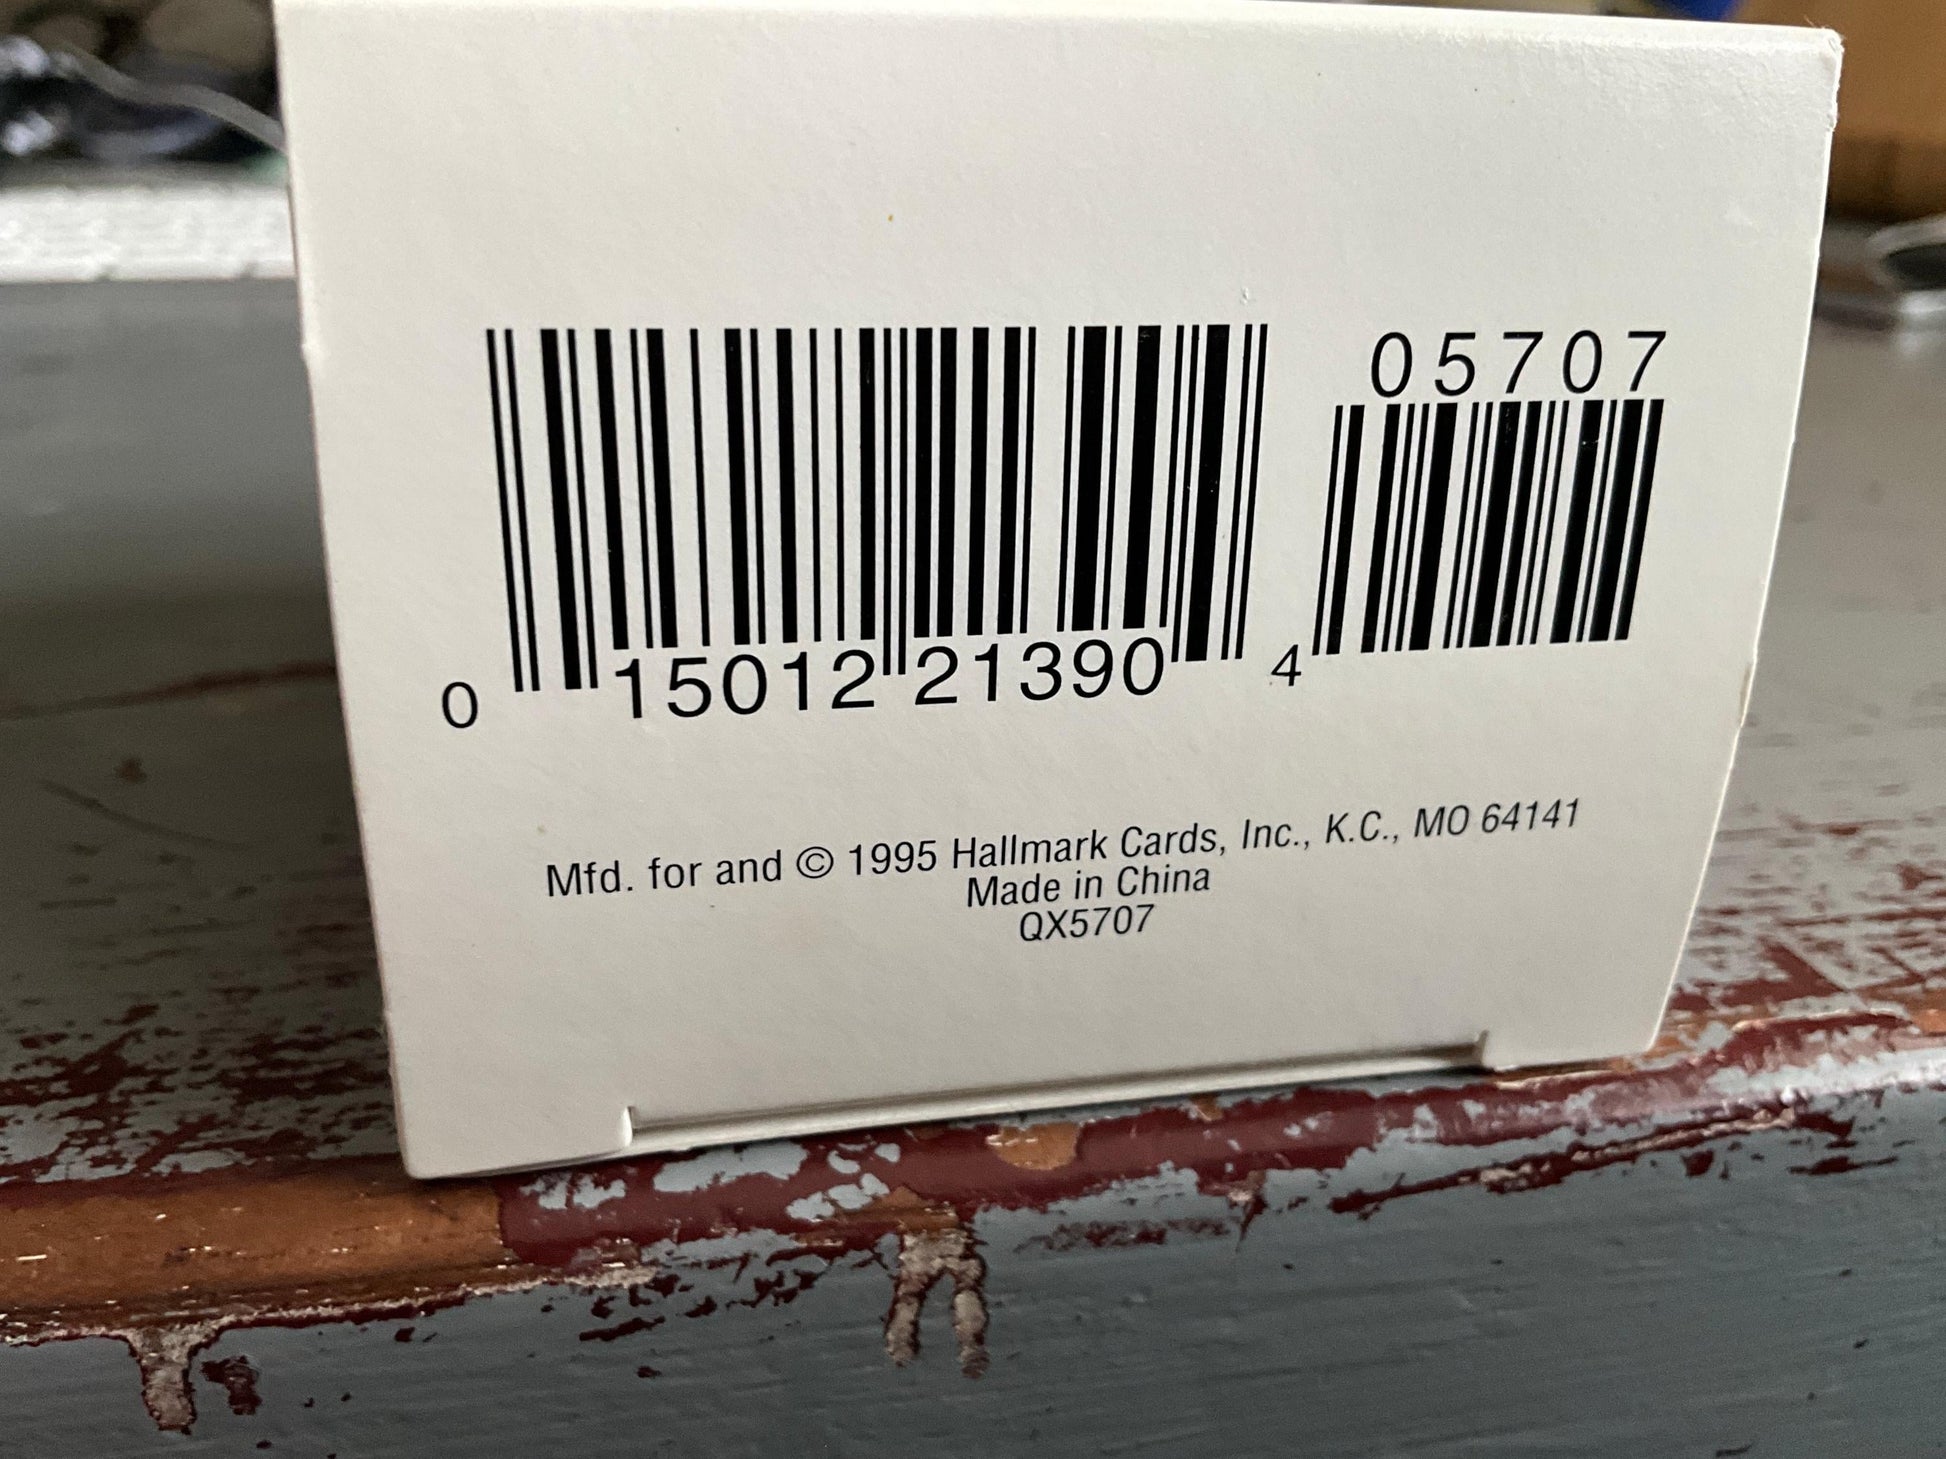 05707
0 15012 21390 4
Mfd. for and © 1995 Hallmark Cards, Inc., K.C., MO 64141
Made in China
QX5707